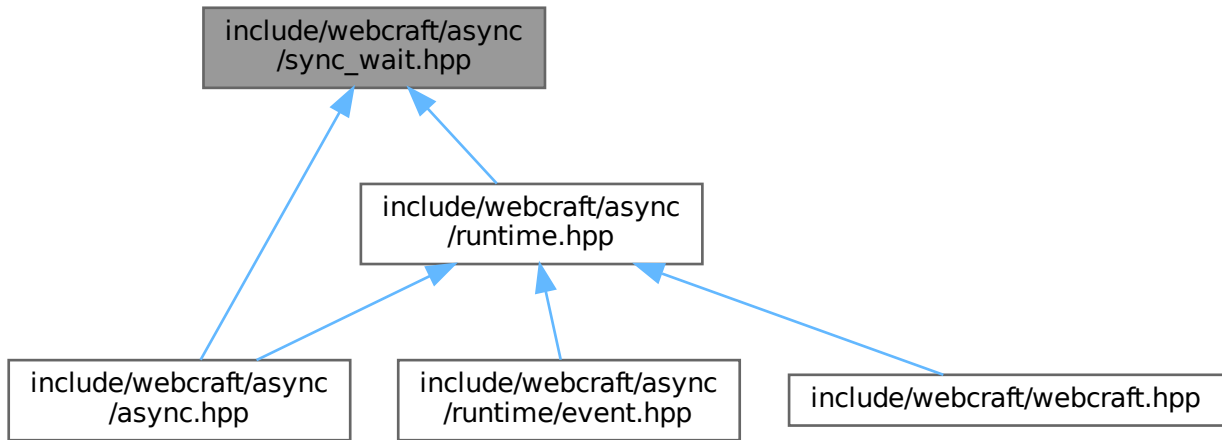 include/webcraft/async
/sync_wait.hpp
include/webcraft/async
/runtime.hpp
include/webcraft/async
/async.hpp
include/webcraft/async
/runtime/event.hpp
include/webcraft/webcraft.hpp